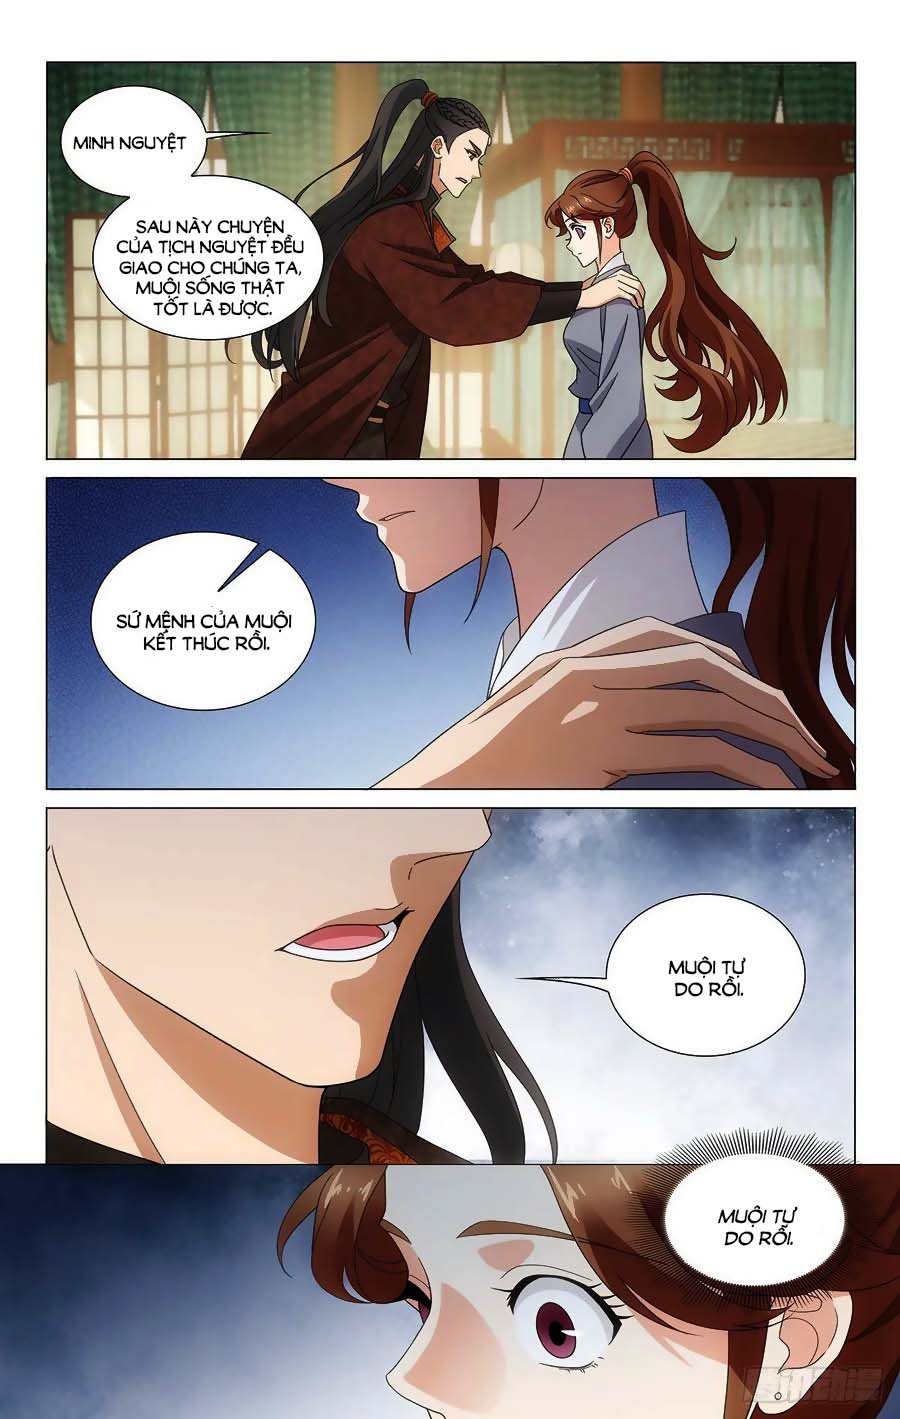 MINH NGUYỆT
SAU NÀY CHUYỆN
CỦA TỊCH NGUYỆT ĐỀU
GIAO CHO CHÚNG TA,
MUỘI SỐNG THẬT
TỐT LÀ ĐƯỢC.
SỨ MỆNH CỦA MUỘI
KẾT THÚC RỒI.
MUỘI TỰ
DO RỒI.
MUỘI TỰ
DO RỒI.